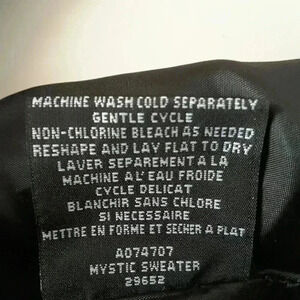 MACHINE WASH COLD SEPARATELY
GENTLE CYCLE
NON-CHLORINE BLEACH AS NEEDED
RESHAPE AND LAY FLAT TO DRY
LAVER SEPAREMENT A LA
MACHINE A L'EAU FROIDE
CYCLE DELICAT
BLANCHIR SANS CHLORE
SI NECESSAIRE
METTRE EN FORME ET SECHER A PLAT
A074707
MYSTIC SWEATER
29652